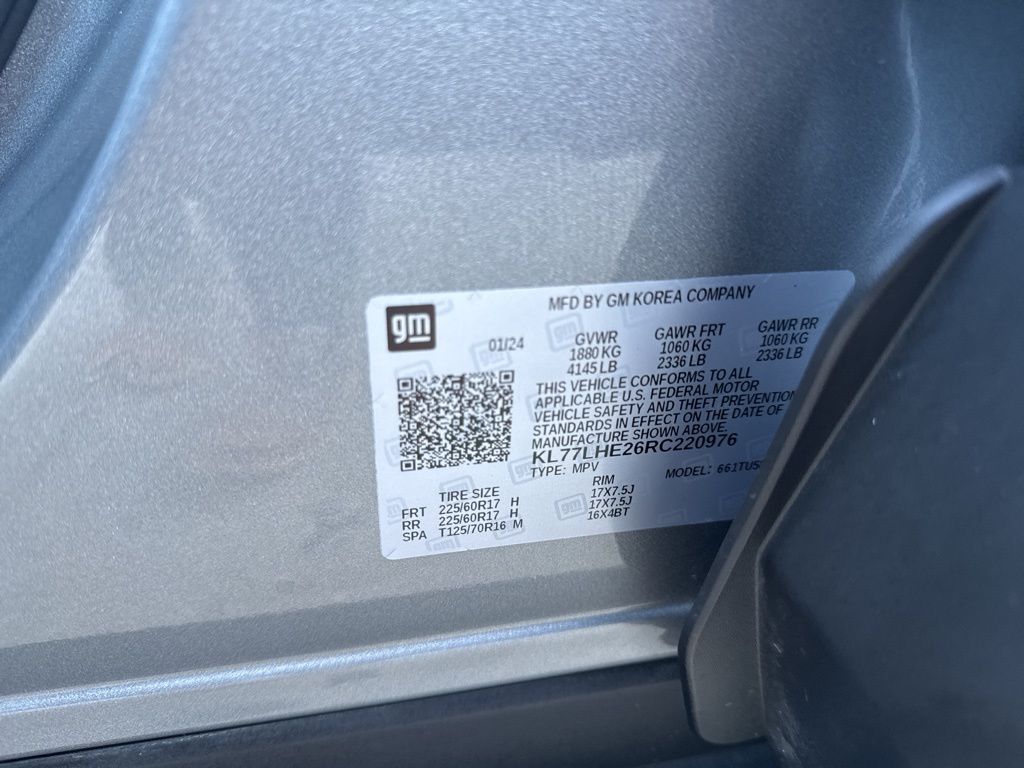 gm
MFD BY GM KOREA COMPANY
01/24
GVWR GAWR FRT GAWR RR
1880 KG 1060 KG 1060 KG
4145 LB 2336 LB 2336 LB
THIS VEHICLE CONFORMS TO ALL
APPLICABLE U.S. FEDERAL MOTOR
VEHICLE SAFETY AND THEFT PREVENTION
STANDARDS IN EFFECT ON THE DATE OF
MANUFACTURE SHOWN ABOVE.
KL77LHE26RC220976
TYPE: MPV MODEL: 661TU5
TIRE SIZE RIM
FRT 225/60R17 H 17X7.5J
RR 225/60R17 H 17X7.5J
SPA T125/70R16 M 16X4BT